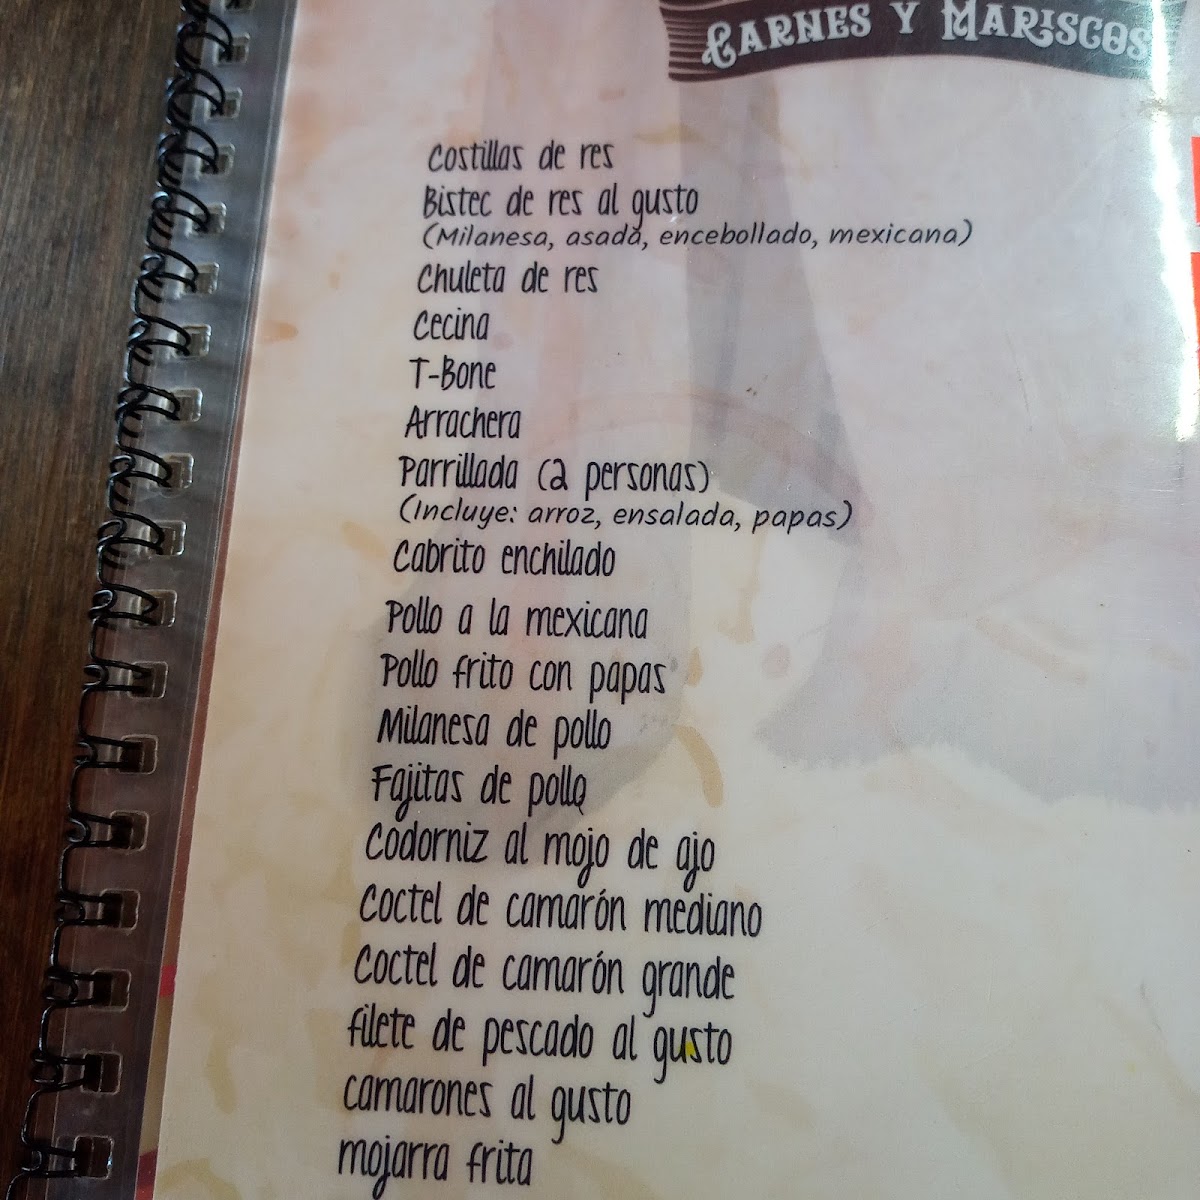 Carnes y Mariscos
Costillas de res
Bistec de res al gusto
(Milanesa, asada, encebollado, mexicana)
Chuleta de res
Cecina
T-Bone
Arrachera
Parrillada (2 personas)
(Incluye: arroz, ensalada, papas)
Cabrito enchilado
Pollo a la mexicana
Pollo frito con papas
Milanesa de pollo
Fajitas de pollo
Codorniz al mojo de ajo
Coctel de camarón mediano
Coctel de camarón grande
filete de pescado al gusto
camarones al gusto
mojarra frita